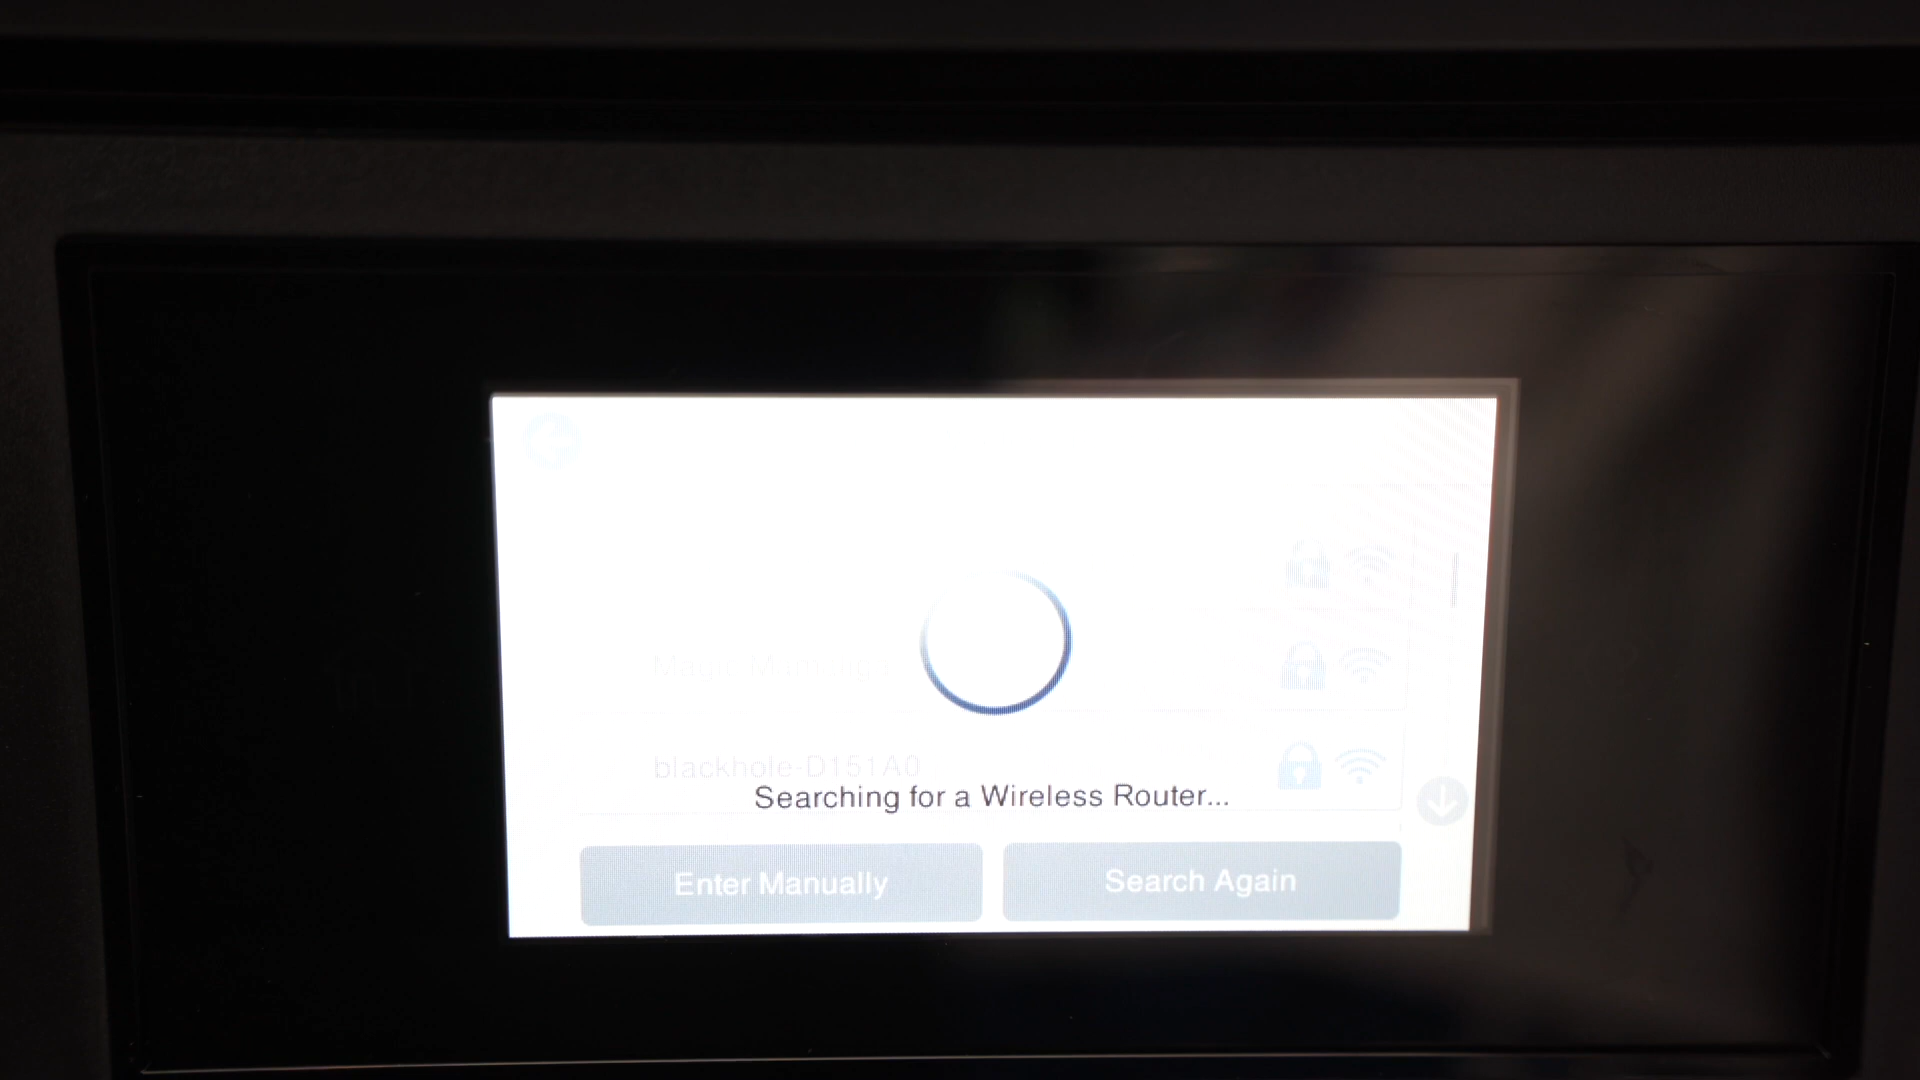 blackhole-D151A0
Searching for a Wireless Router...
Enter Manually
Search Again